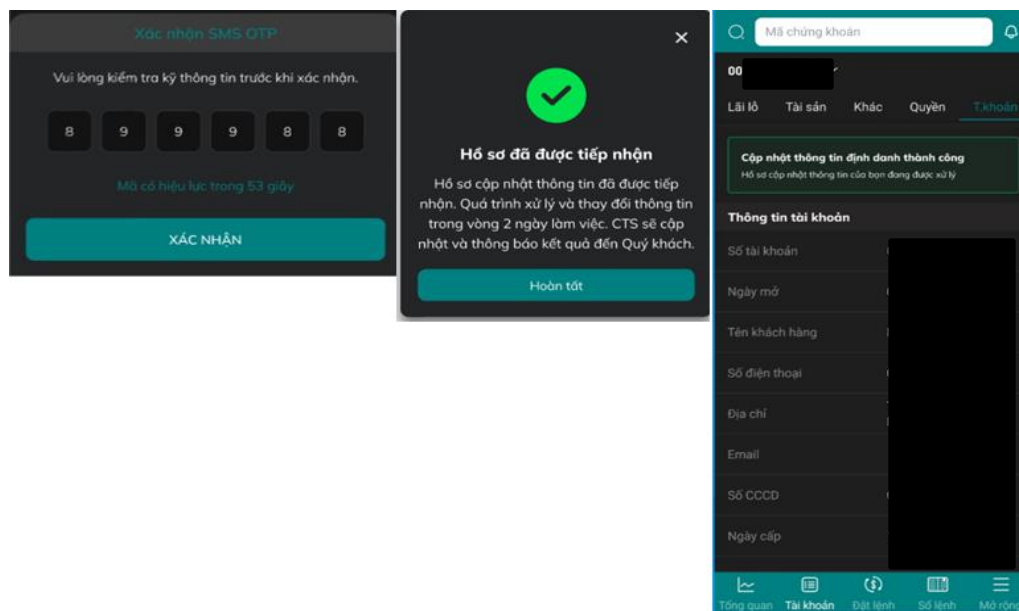 Xác nhận SMS OTP
Vui lòng kiểm tra kỹ thông tin trước khi xác nhận.
8 9 9 9 8 8
Mã có hiệu lực trong 53 giây
XÁC NHẬN
Hồ sơ đã được tiếp nhận
Hồ sơ cập nhật thông tin đã được tiếp
nhận. Quá trình xử lý và thay đổi thông tin
trong vòng 2 ngày làm việc. CTS sẽ cập
nhật và thông báo kết quả đến Quý khách.
Hoàn tất
Mã chứng khoán
00
Lãi lỗ Tài sản Khác Quyền T.khoản
Cập nhật thông tin định danh thành công
Hồ sơ cập nhật thông tin của bạn đang được xử lý
Thông tin tài khoản
Số tài khoản
Ngày mở
Tên khách hàng
Số điện thoại
Địa chỉ
Email
Số CCCD
Ngày cấp
Tổng quan Tài khoản Đặt lệnh Sổ lệnh Mở rộng